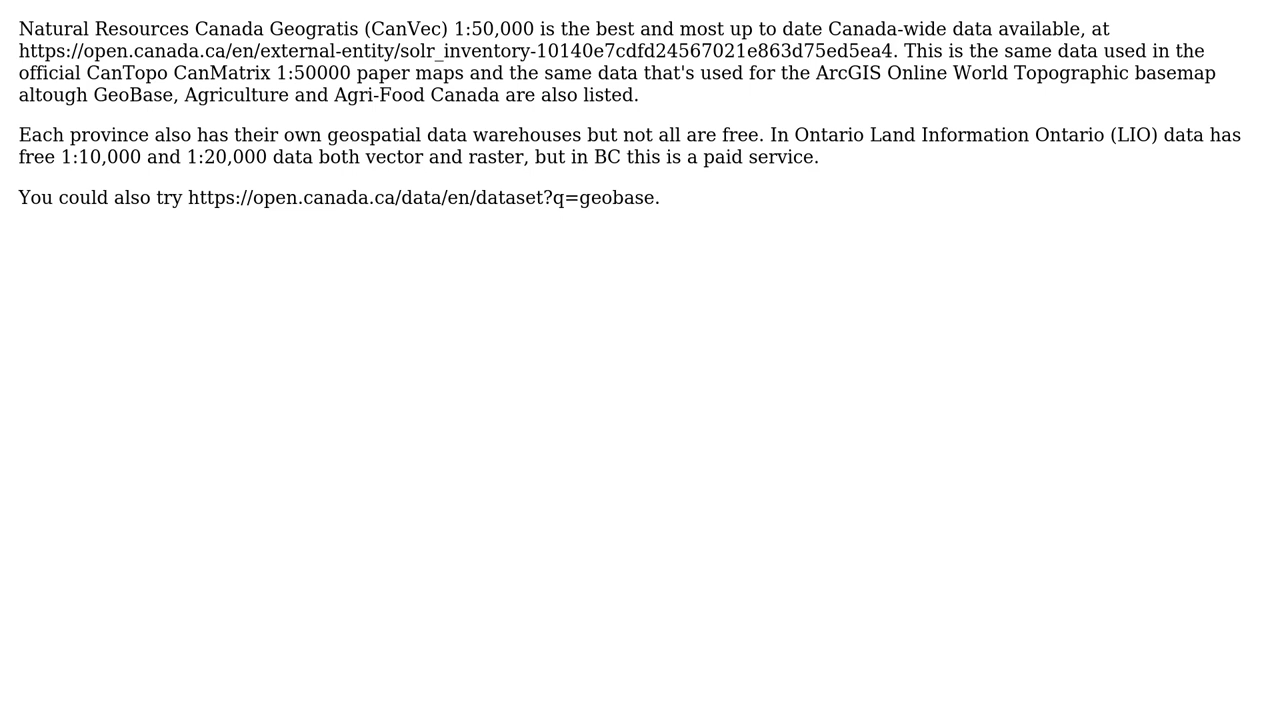 Natural Resources Canada Geogratis (CanVec) 1:50,000 is the best and most up to date Canada-wide data available, at
https://open.canada.ca/en/external-entity/solr_inventory-10140e7cdfd24567021e863d75ed5ea4. This is the same data used in the
official CanTopo CanMatrix 1:50000 paper maps and the same data that's used for the ArcGIS Online World Topographic basemap
altough GeoBase, Agriculture and Agri-Food Canada are also listed.
Each province also has their own geospatial data warehouses but not all are free. In Ontario Land Information Ontario (LIO) data has
free 1:10,000 and 1:20,000 data both vector and raster, but in BC this is a paid service.
You could also try https://open.canada.ca/data/en/dataset?q=geobase.